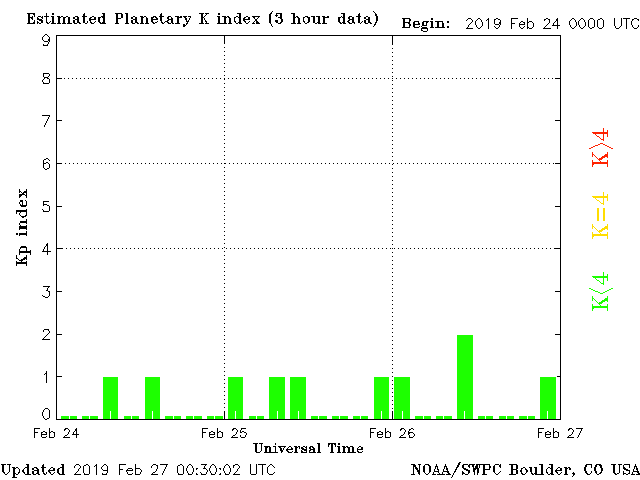 Estimated Planetary K index (3 hour data)
Begin: 2019 Feb 24 0000 UTC
9
8
7
6
5
4
3
2
1
0
Kp index
Feb 24
Feb 25
Feb 26
Feb 27
Universal Time
K>4
K=4
K<4
Updated 2019 Feb 27 00:30:02 UTC
NOAA/SWPC Boulder, CO USA